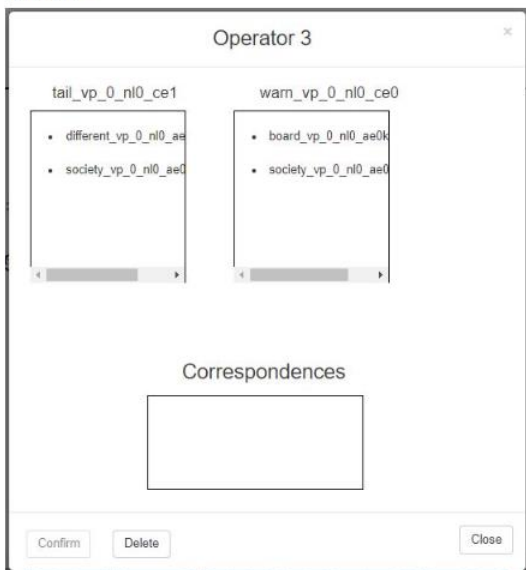 Operator 3
×
tail_vp_0_nl0_ce1
warn_vp_0_nl0_ce0
different_vp_0_nl0_ae
society_vp_0_nl0_ae0
board_vp_0_nl0_ae0k
society_vp_0_nl0_ae0
Correspondences
Confirm
Delete
Close